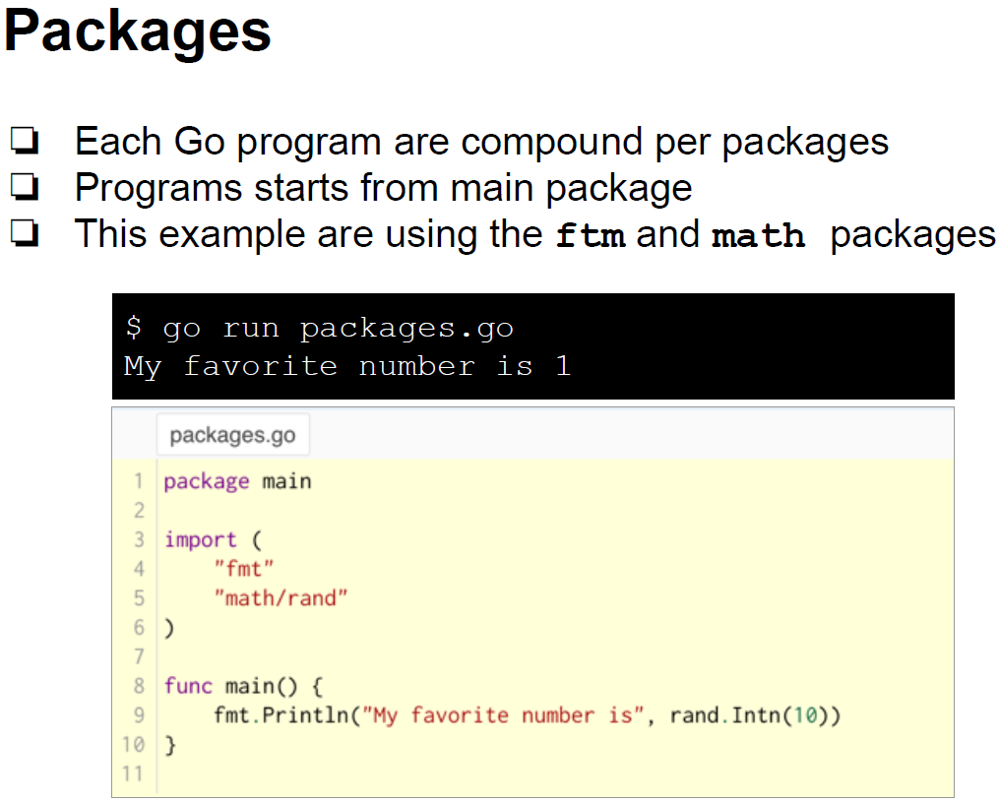 Packages
❏ Each Go program are compound per packages
❏ Programs starts from main package
❏ This example are using the ftm and math packages
$ go run packages.go
My favorite number is 1
packages.go
1 package main
2
3 import (
4     "fmt"
5     "math/rand"
6 )
7
8 func main() {
9     fmt.Println("My favorite number is", rand.Intn(10))
10 }
11